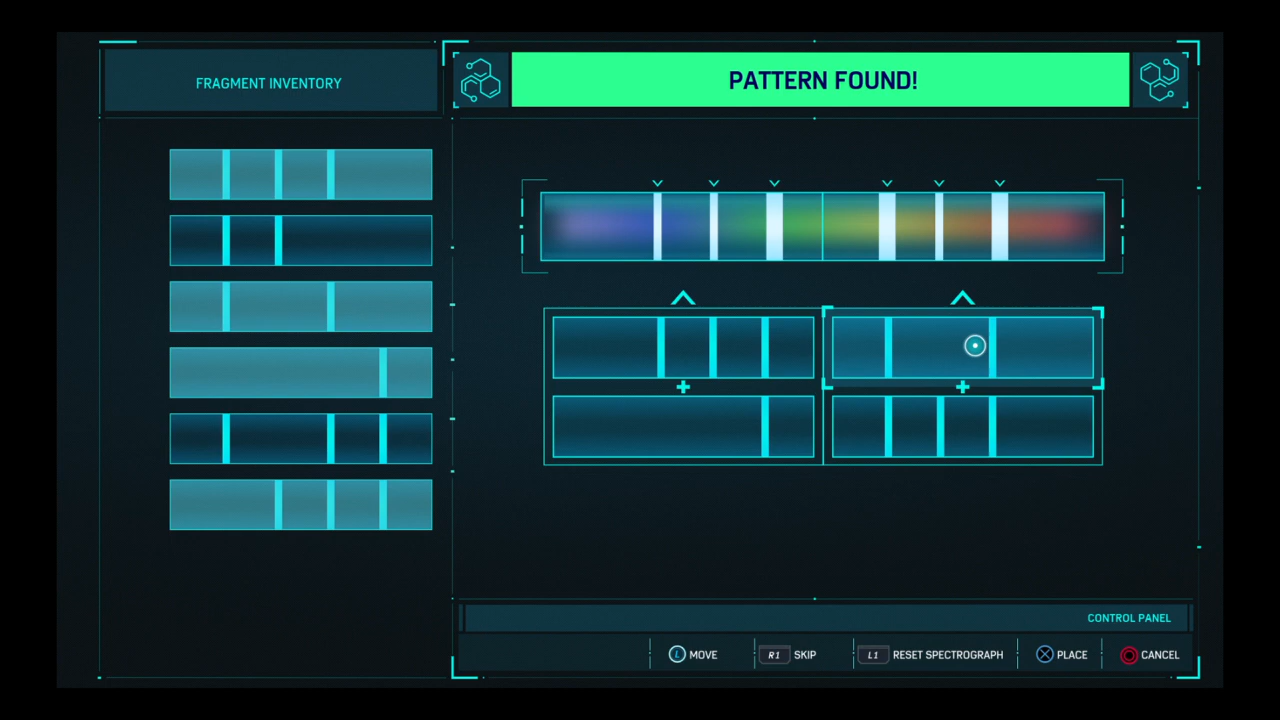 FRAGMENT INVENTORY
PATTERN FOUND!
CONTROL PANEL
L MOVE R1 SKIP L1 RESET SPECTROGRAPH PLACE CANCEL